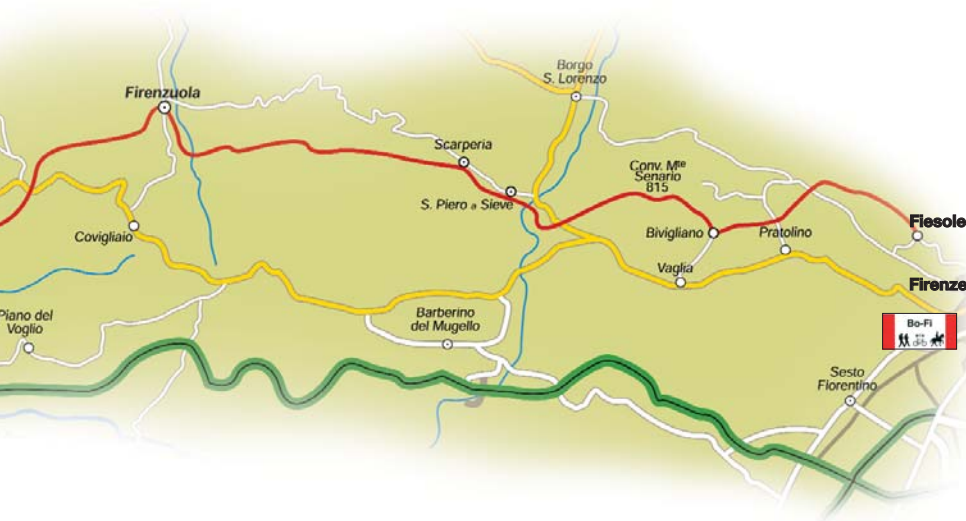 Borgo
S. Lorenzo
Firenzuola
Scarperia
Conv. Mte
Senario
815
S. Piero a Sieve
Fiesole
Bivigliano
Pratolino
Covigliaio
Vaglia
Firenze
Piano del
Voglio
Barberino
del Mugello
Bo-Fi
Sesto
Fiorentino